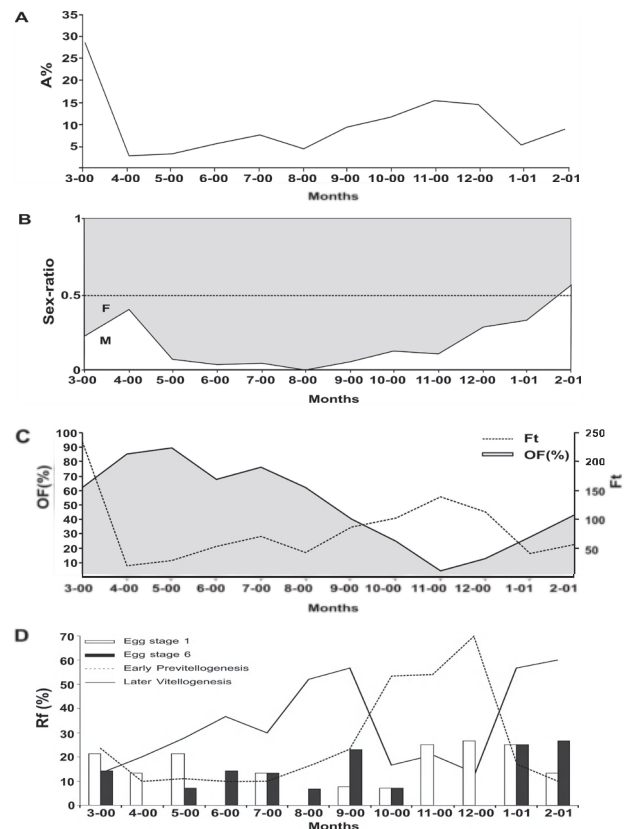 A
35
30
25
20
15
10
5
A%
3-00 4-00 5-00 6-00 7-00 8-00 9-00 10-00 11-00 12-00 1-01 2-01
Months
B
1
0.5
0
Sex-ratio
F
M
3-00 4-00 5-00 6-00 7-00 8-00 9-00 10-00 11-00 12-00 1-01 2-01
Months
C
100
90
80
70
60
50
40
30
20
10
OF(%)
Ft
OF(%)
250
200
150
100
50
Ft
3-00 4-00 5-00 6-00 7-00 8-00 9-00 10-00 11-00 12-00 1-01 2-01
Months
D
70
60
50
40
30
20
10
0
Rf (%)
Egg stage 1
Egg stage 6
Early Previtellogenesis
Later Vitellogenesis
3-00 4-00 5-00 6-00 7-00 8-00 9-00 10-00 11-00 12-00 1-01 2-01
Months